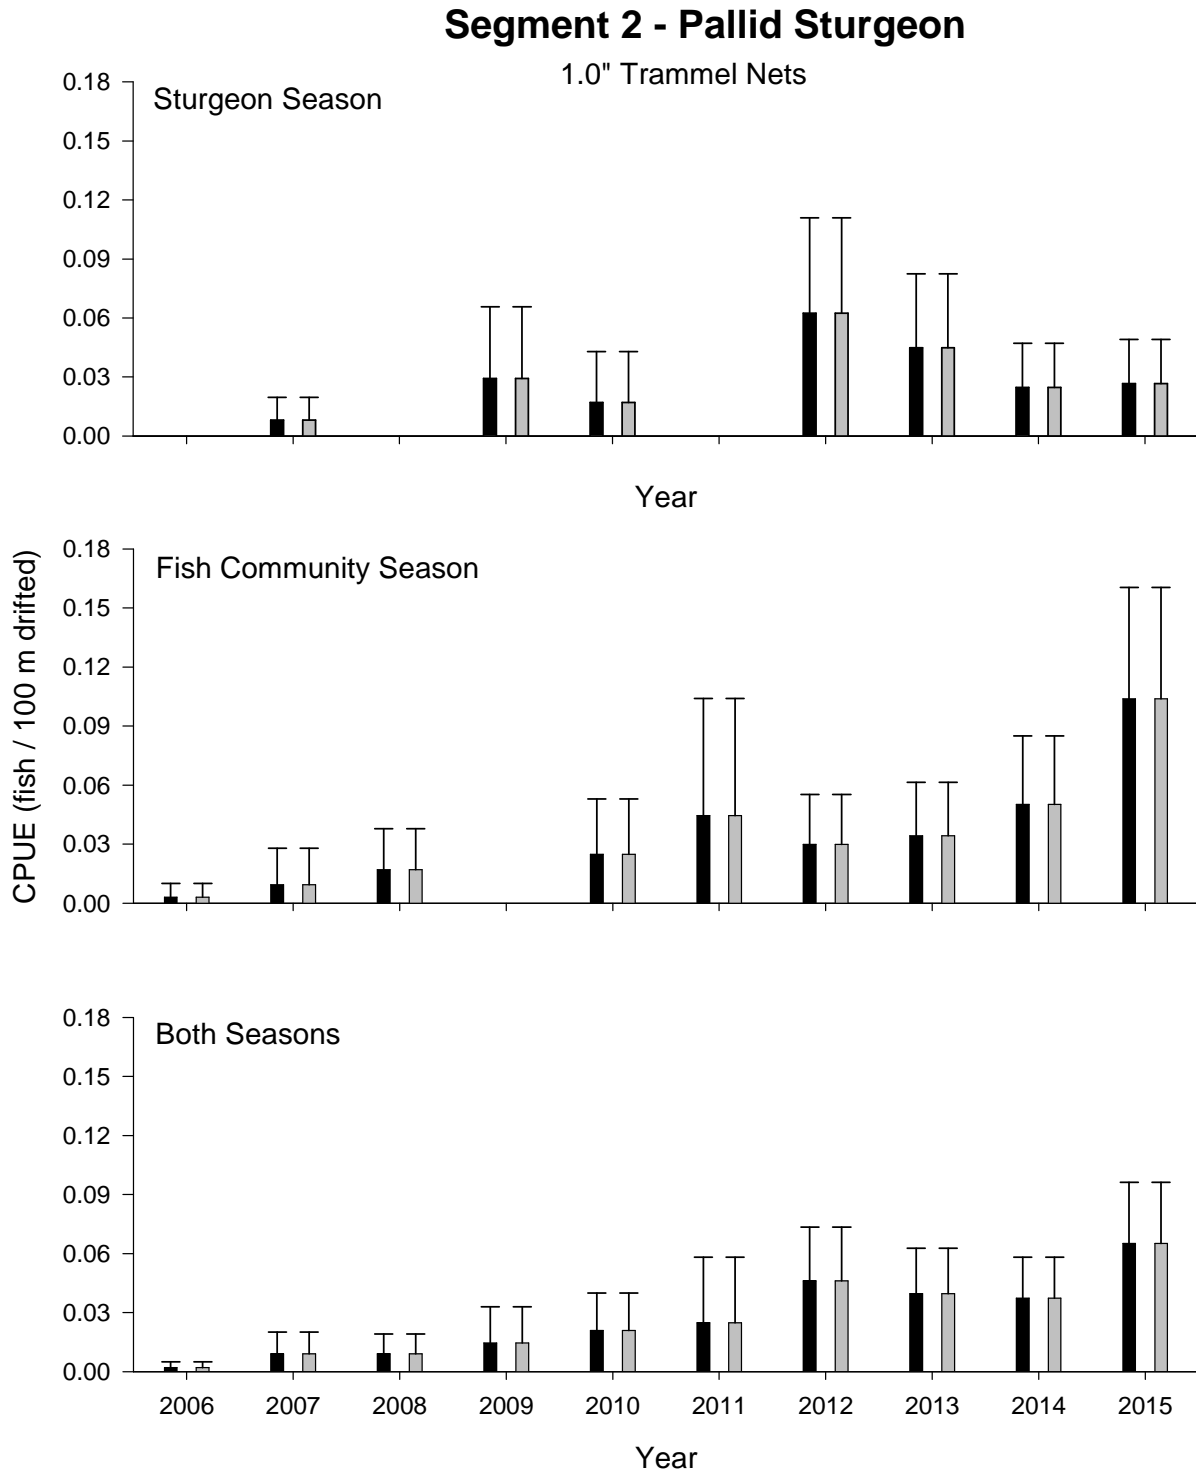 Segment 2 - Pallid Sturgeon
1.0" Trammel Nets
Sturgeon Season
0.18
0.15
0.12
0.09
0.06
0.03
0.00
Year
CPUE (fish / 100 m drifted)
Fish Community Season
0.18
0.15
0.12
0.09
0.06
0.03
0.00
Both Seasons
0.18
0.15
0.12
0.09
0.06
0.03
0.00
2006 2007 2008 2009 2010 2011 2012 2013 2014 2015
Year